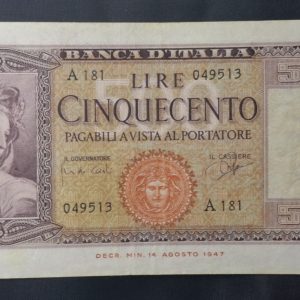 BANCA D'ITALIA
A 181 049513
LIRE
CINQUECENTO
PAGABILI A VISTA AL PORTATORE
IL GOVERNATORE IL CASSIERE
049513 A 181
DECR. MIN. 14 AGOSTO 1947